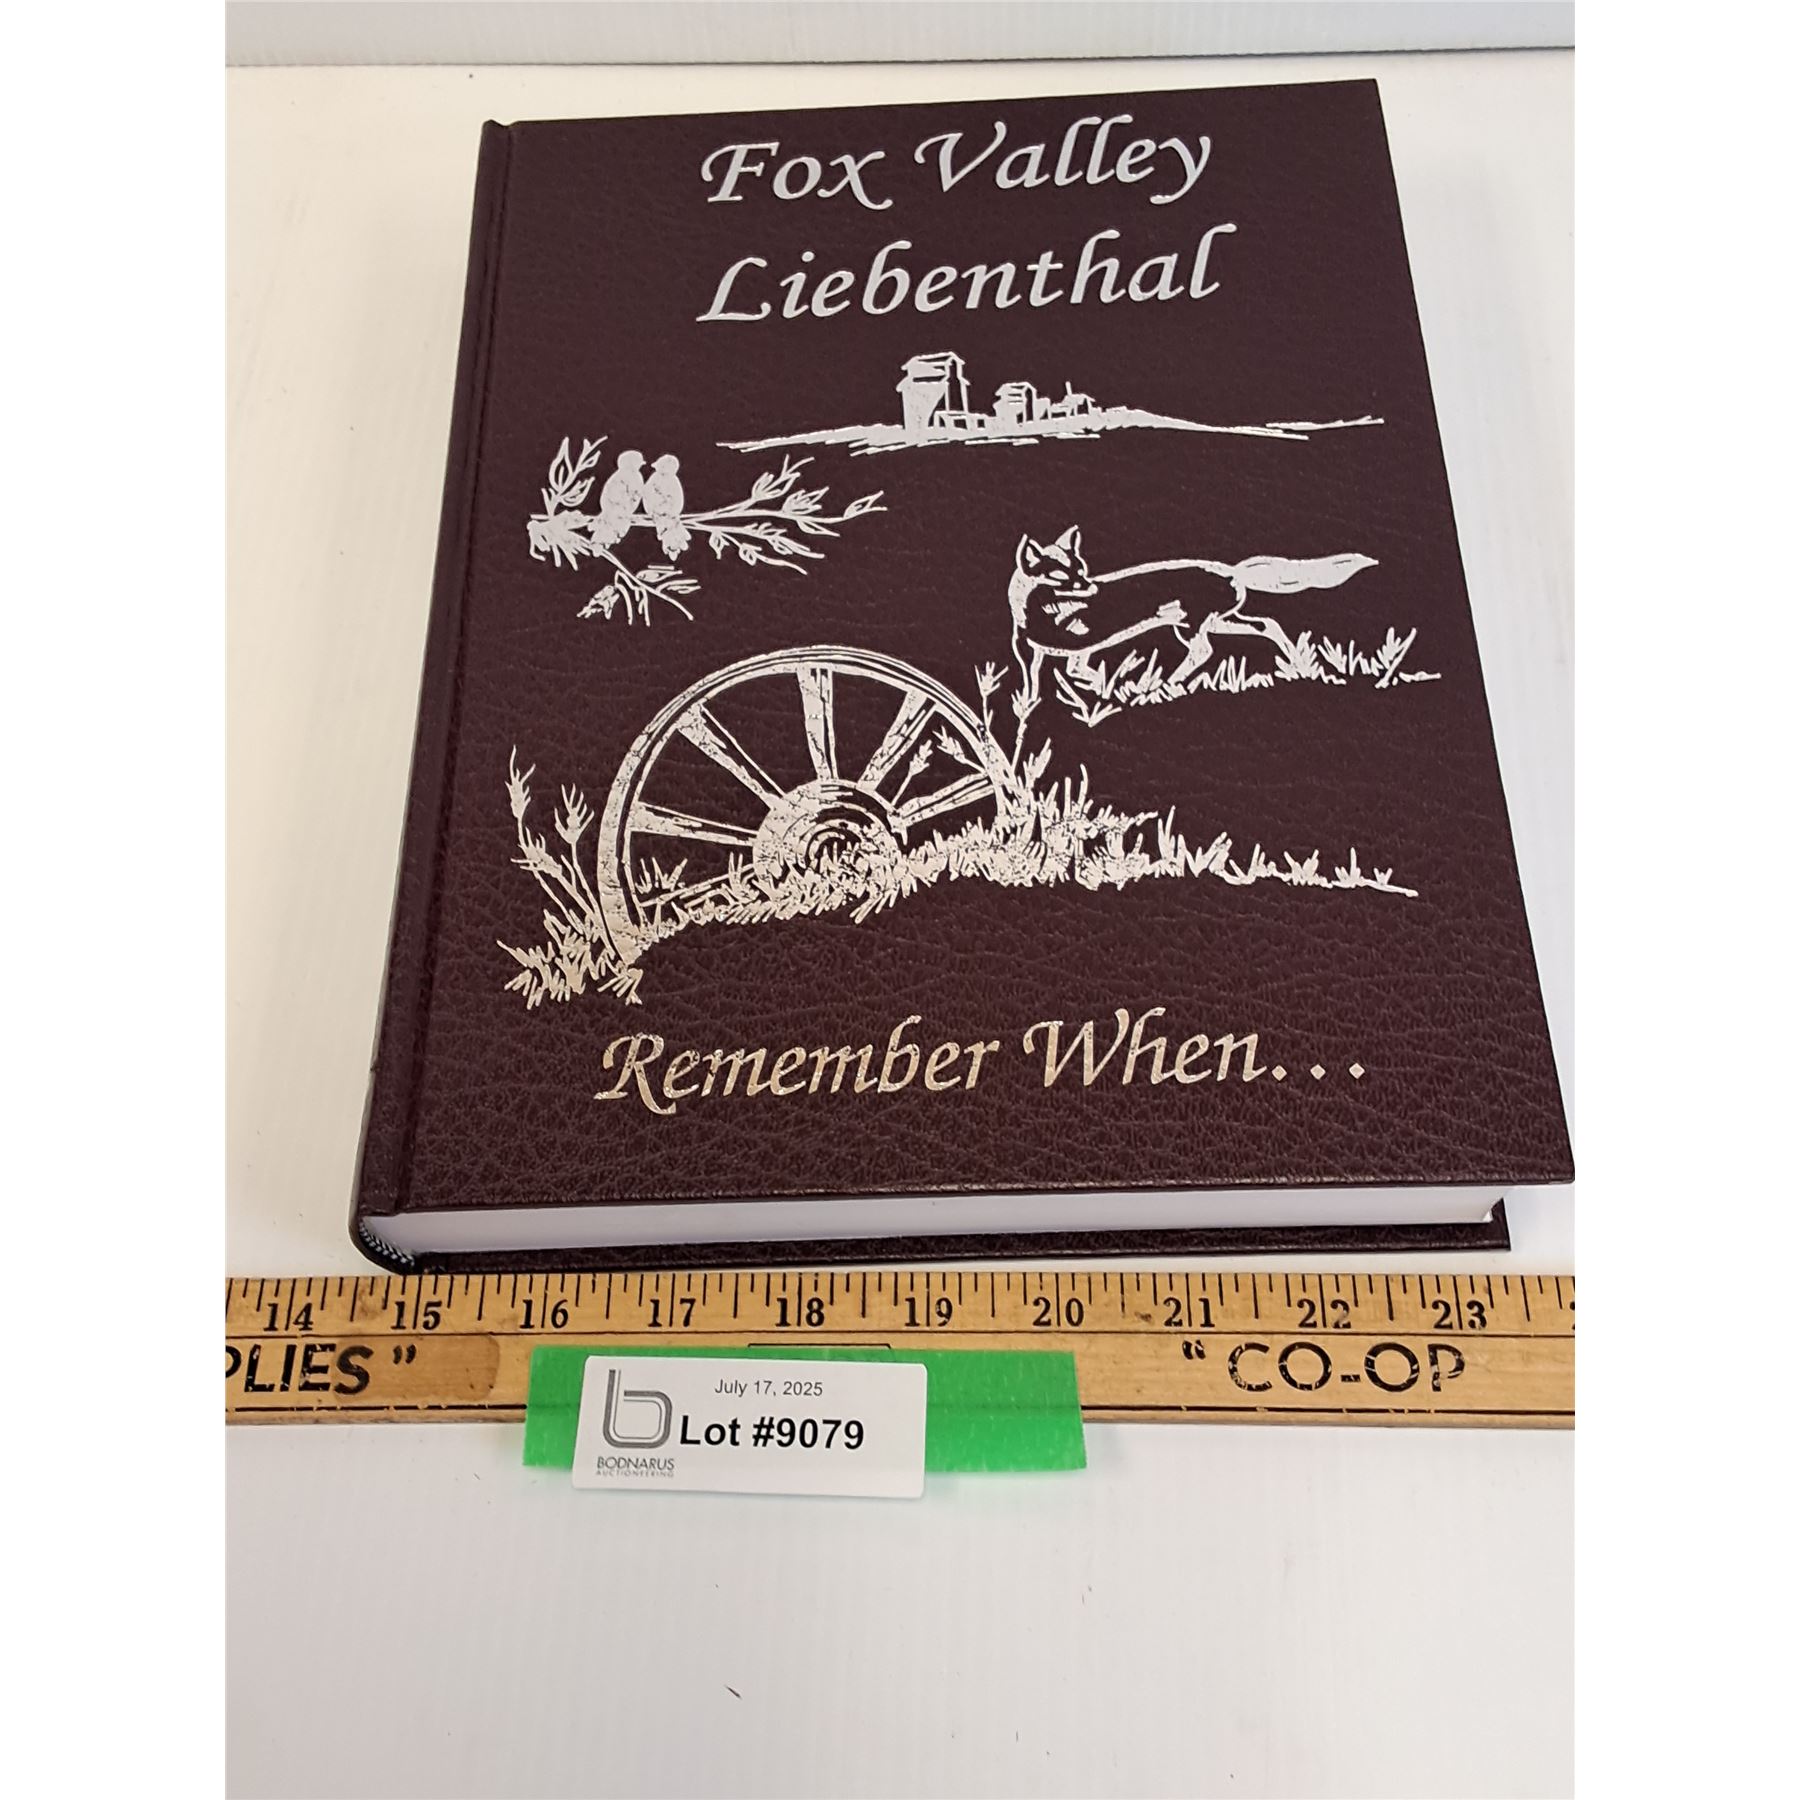 Fox Valley
Liebenthal
Remember When...
14 15 16 17 18 19 20 21 22 23
PLIES" "CO-OP
July 17, 2025
Lot #9079
BODNARUS
AUCTIONEERING